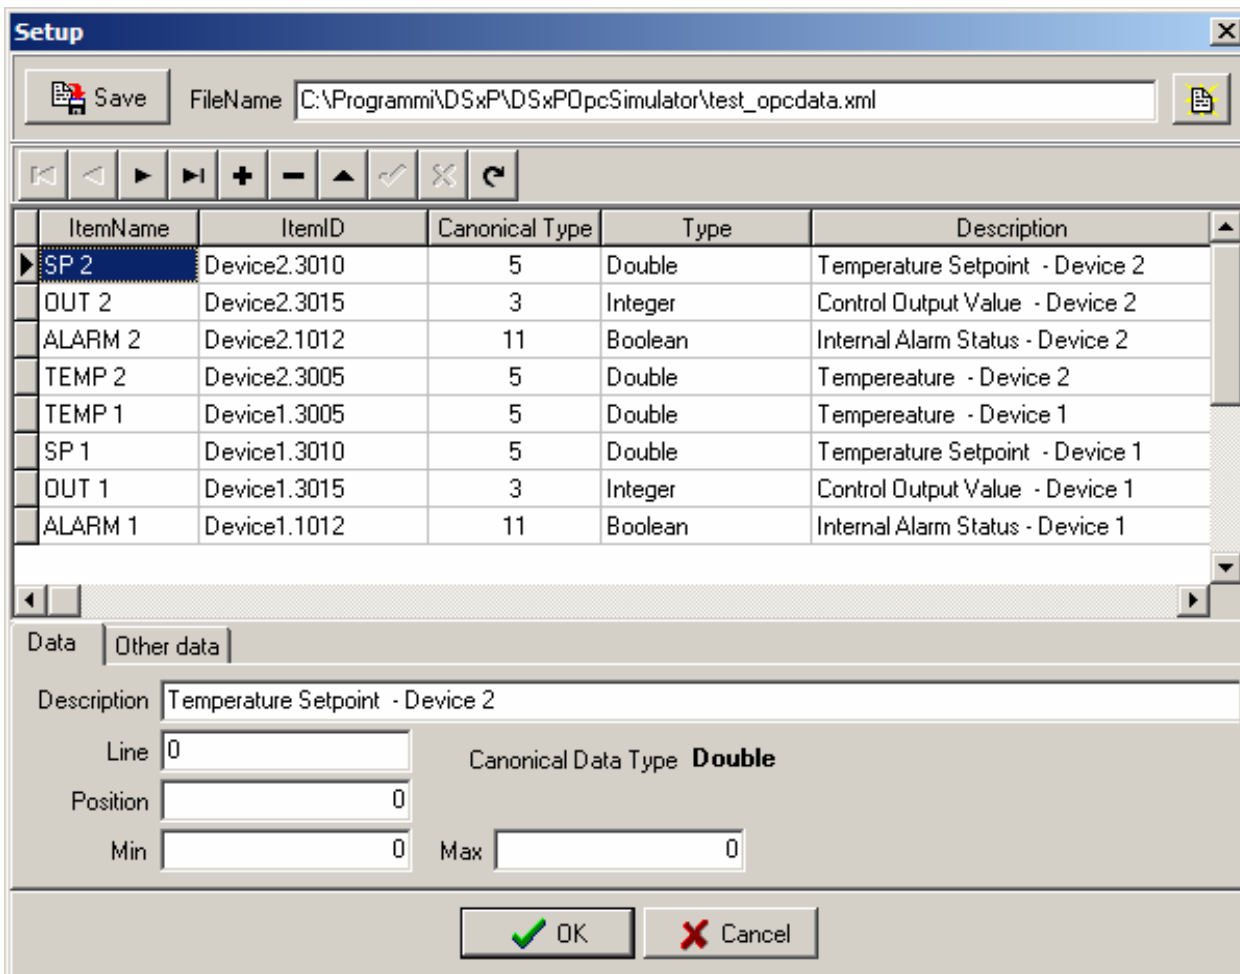 Setup
Save FileName C:\Programmi\DSxP\DSxPOpcSimulator\test_opcdata.xml
ItemName ItemID Canonical Type Type Description
SP 2 Device2.3010 5 Double Temperature Setpoint - Device 2
OUT 2 Device2.3015 3 Integer Control Output Value - Device 2
ALARM 2 Device2.1012 11 Boolean Internal Alarm Status - Device 2
TEMP 2 Device2.3005 5 Double Tempereature - Device 2
TEMP 1 Device1.3005 5 Double Tempereature - Device 1
SP 1 Device1.3010 5 Double Temperature Setpoint - Device 1
OUT 1 Device1.3015 3 Integer Control Output Value - Device 1
ALARM 1 Device1.1012 11 Boolean Internal Alarm Status - Device 1
Data Other data
Description Temperature Setpoint - Device 2
Line 0 Canonical Data Type Double
Position 0
Min 0 Max 0
OK Cancel